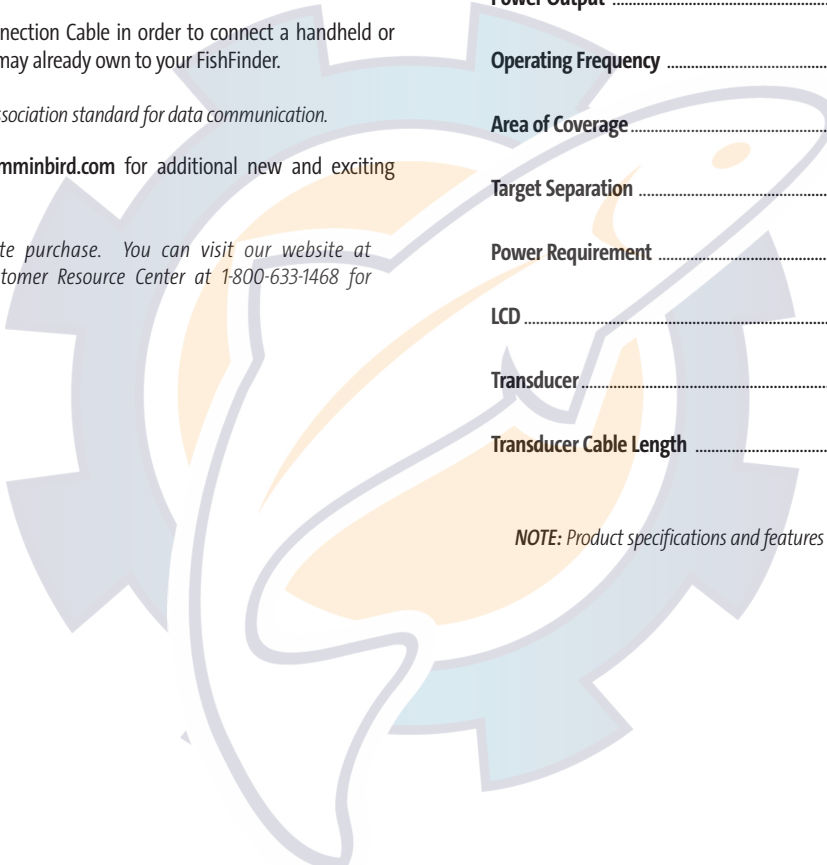 nection Cable in order to connect a handheld or
may already own to your FishFinder.
ssociation standard for data communication.
mminbird.com for additional new and exciting
te purchase. You can visit our website at
tomer Resource Center at 1-800-633-1468 for
Power Output
Operating Frequency
Area of Coverage
Target Separation
Power Requirement
LCD
Transducer
Transducer Cable Length
NOTE: Product specifications and features